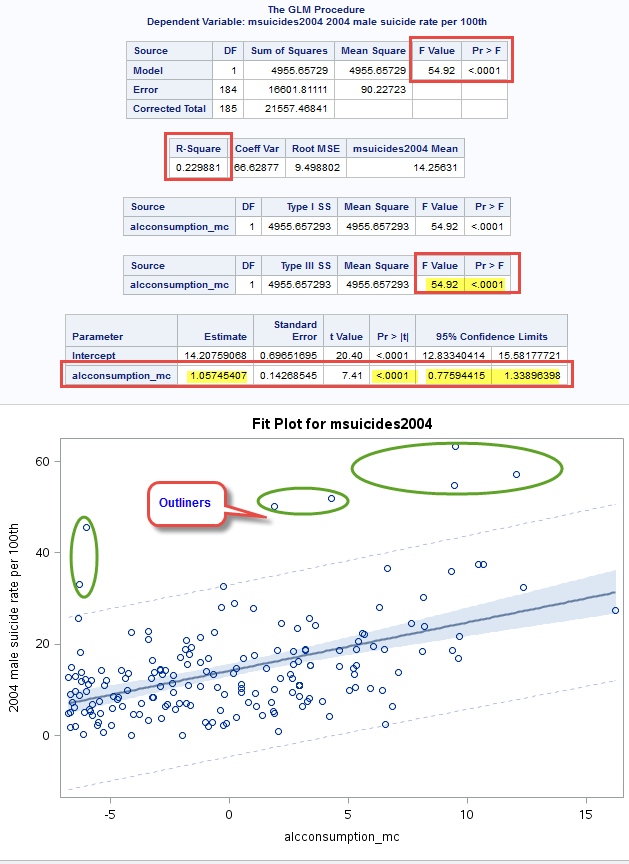 The GLM Procedure
Dependent Variable: msuicides2004 2004 male suicide rate per 100th
Source DF Sum of Squares Mean Square F Value Pr > F
Model 1 4955.65729 4955.65729 54.92 <.0001
Error 184 16601.81111 90.22723
Corrected Total 185 21557.46841
R-Square Coeff Var Root MSE msuicides2004 Mean
0.229881 66.62877 9.498802 14.25631
Source DF Type I SS Mean Square F Value Pr > F
alcconsumption_mc 1 4955.657293 4955.657293 54.92 <.0001
Source DF Type III SS Mean Square F Value Pr > F
alcconsumption_mc 1 4955.657293 4955.657293 54.92 <.0001
Parameter Estimate Standard Error t Value Pr > |t| 95% Confidence Limits
Intercept 14.20759068 0.69651695 20.40 <.0001 12.83340414 15.58177721
alcconsumption_mc 1.05745407 0.14268545 7.41 <.0001 0.77594415 1.33896398
Fit Plot for msuicides2004
60
Outliners
40
20
0
2004 male suicide rate per 100th
-5 0 5 10 15
alcconsumption_mc